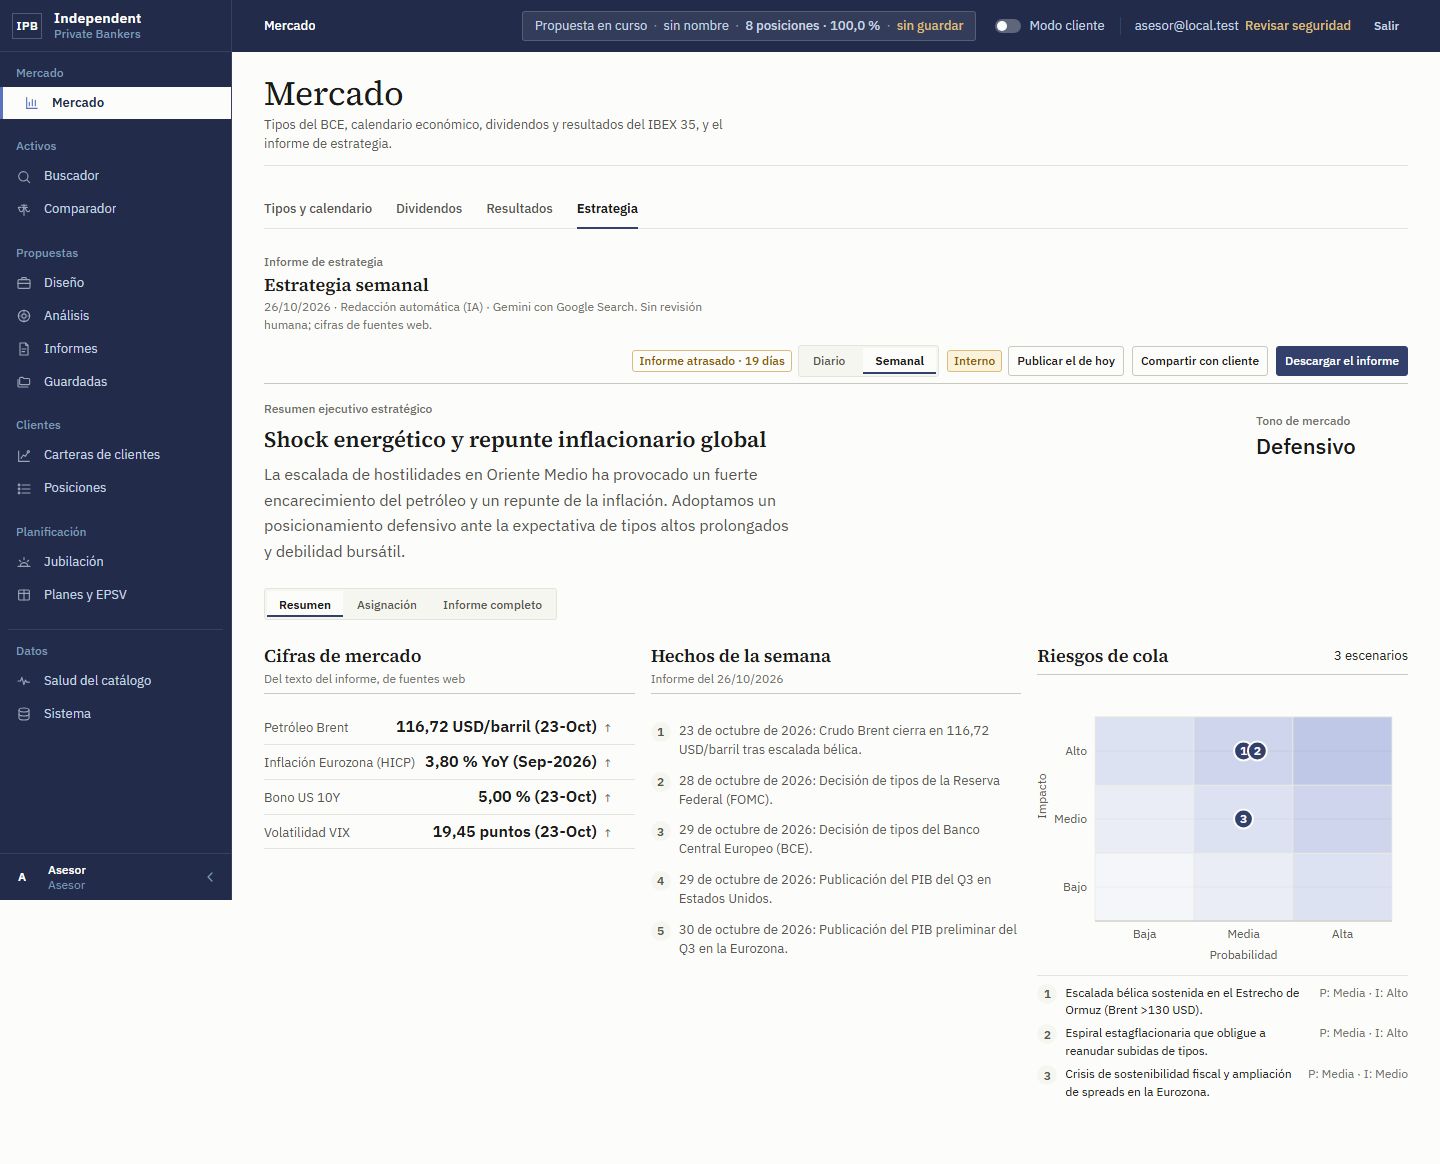 IPB
Independent
Private Bankers
Mercado
Propuesta en curso · sin nombre · 8 posiciones · 100,0 % · sin guardar
Modo cliente
asesor@local.test
Revisar seguridad
Salir
Mercado
Mercado
Activos
Buscador
Comparador
Propuestas
Diseño
Análisis
Informes
Guardadas
Clientes
Carteras de clientes
Posiciones
Planificación
Jubilación
Planes y EPSV
Datos
Salud del catálogo
Sistema
A
Asesor
Asesor
Mercado
Tipos del BCE, calendario económico, dividendos y resultados del IBEX 35, y el
informe de estrategia.
Tipos y calendario
Dividendos
Resultados
Estrategia
Informe de estrategia
Estrategia semanal
26/10/2026 · Redacción automática (IA) · Gemini con Google Search. Sin revisión
humana; cifras de fuentes web.
Informe atrasado · 19 días
Diario
Semanal
Interno
Publicar el de hoy
Compartir con cliente
Descargar el informe
Resumen ejecutivo estratégico
Shock energético y repunte inflacionario global
La escalada de hostilidades en Oriente Medio ha provocado un fuerte
encarecimiento del petróleo y un repunte de la inflación. Adoptamos un
posicionamiento defensivo ante la expectativa de tipos altos prolongados
y debilidad bursátil.
Tono de mercado
Defensivo
Resumen
Asignación
Informe completo
Cifras de mercado
Del texto del informe, de fuentes web
Petróleo Brent 116,72 USD/barril (23-Oct) ↑
Inflación Eurozona (HICP) 3,80 % YoY (Sep-2026) ↑
Bono US 10Y 5,00 % (23-Oct) ↑
Volatilidad VIX 19,45 puntos (23-Oct) ↑
Hechos de la semana
Informe del 26/10/2026
1 23 de octubre de 2026: Crudo Brent cierra en 116,72
USD/barril tras escalada bélica.
2 28 de octubre de 2026: Decisión de tipos de la Reserva
Federal (FOMC).
3 29 de octubre de 2026: Decisión de tipos del Banco
Central Europeo (BCE).
4 29 de octubre de 2026: Publicación del PIB del Q3 en
Estados Unidos.
5 30 de octubre de 2026: Publicación del PIB preliminar del
Q3 en la Eurozona.
Riesgos de cola
3 escenarios
Impacto
Alto
1 2
Medio
3
Bajo
Baja
Media
Alta
Probabilidad
1 Escalada bélica sostenida en el Estrecho de P: Media · I: Alto
Ormuz (Brent >130 USD).
2 Espiral estagflacionaria que obligue a P: Media · I: Alto
reanudar subidas de tipos.
3 Crisis de sostenibilidad fiscal y ampliación P: Media · I: Medio
de spreads en la Eurozona.